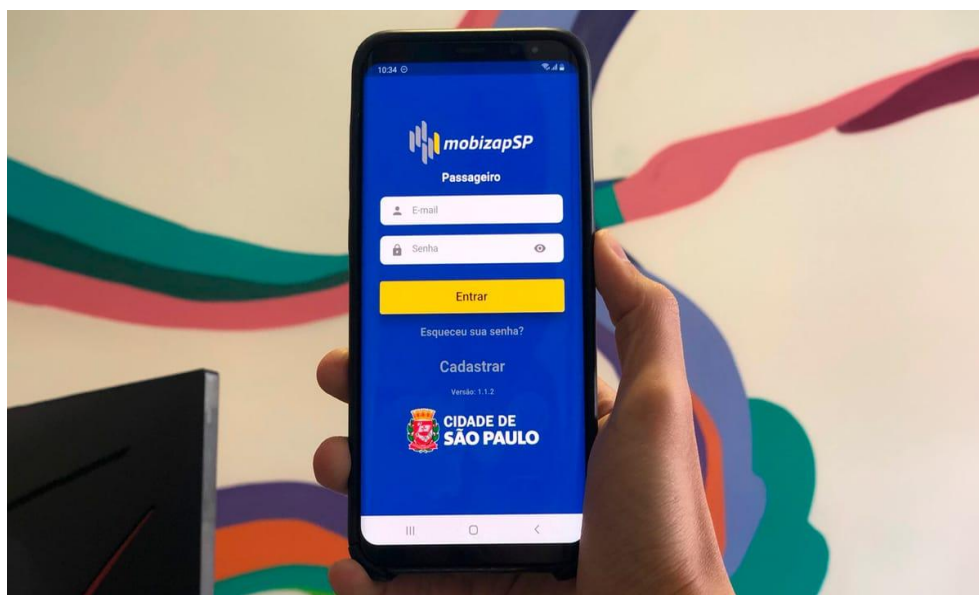 10:34
mobizapSP
Passageiro
E-mail
Senha
Entrar
Esqueceu sua senha?
Cadastrar
Versão: 1.1.2
CIDADE DE
SÃO PAULO